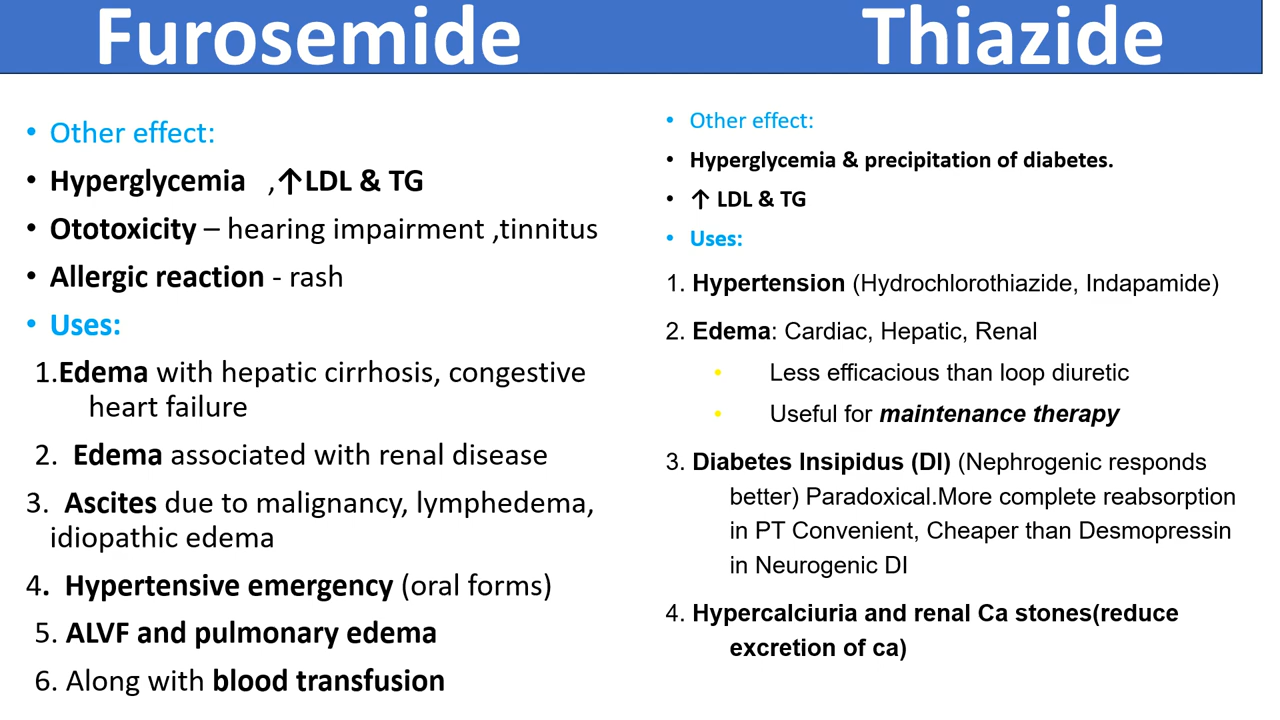 Furosemide
• Other effect:
• Hyperglycemia ,↑LDL & TG
• Ototoxicity – hearing impairment ,tinnitus
• Allergic reaction - rash
• Uses:
1.Edema with hepatic cirrhosis, congestive
heart failure
2. Edema associated with renal disease
3. Ascites due to malignancy, lymphedema,
idiopathic edema
4. Hypertensive emergency (oral forms)
5. ALVF and pulmonary edema
6. Along with blood transfusion
Thiazide
• Other effect:
• Hyperglycemia & precipitation of diabetes.
• ↑ LDL & TG
• Uses:
1. Hypertension (Hydrochlorothiazide, Indapamide)
2. Edema: Cardiac, Hepatic, Renal
• Less efficacious than loop diuretic
• Useful for maintenance therapy
3. Diabetes Insipidus (DI) (Nephrogenic responds
better) Paradoxical.More complete reabsorption
in PT Convenient, Cheaper than Desmopressin
in Neurogenic DI
4. Hypercalciuria and renal Ca stones(reduce
excretion of ca)